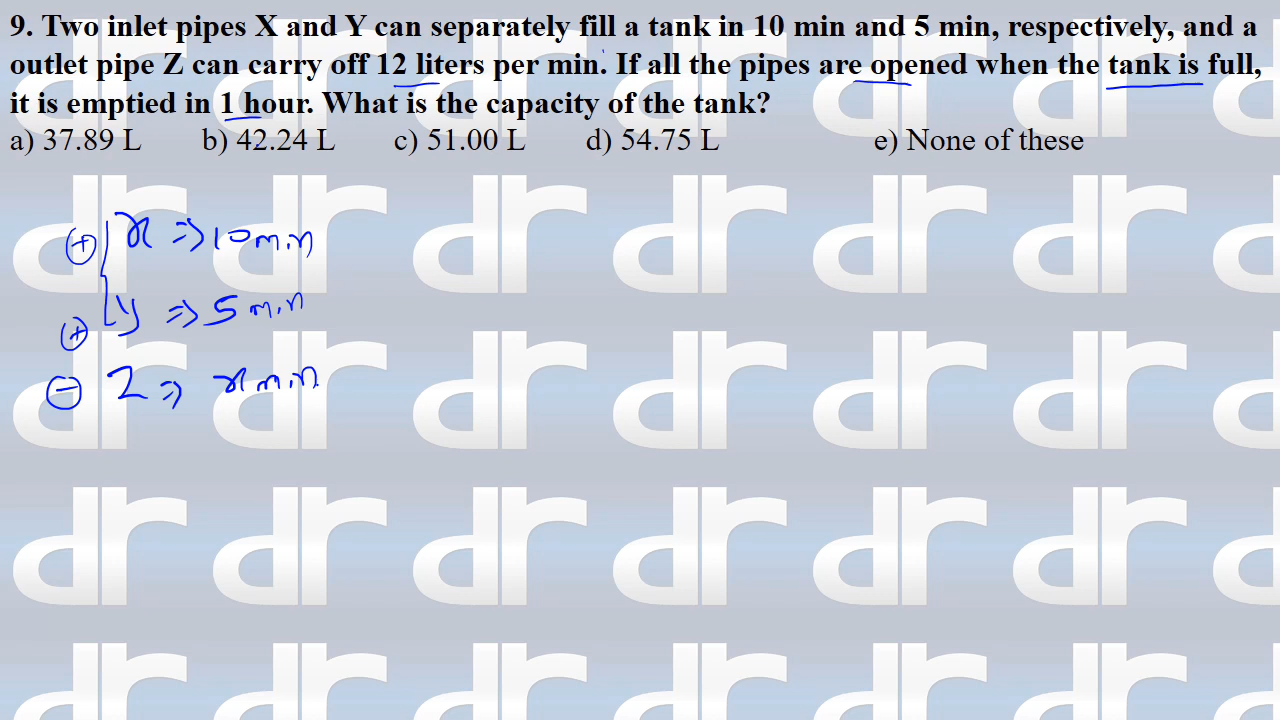 9. Two inlet pipes X and Y can separately fill a tank in 10 min and 5 min, respectively, and a
outlet pipe Z can carry off 12 liters per min. If all the pipes are opened when the tank is full,
it is emptied in 1 hour. What is the capacity of the tank?
a) 37.89 L b) 42.24 L c) 51.00 L d) 54.75 L e) None of these
+ x => 10 min
+ y => 5 min
- Z => x min